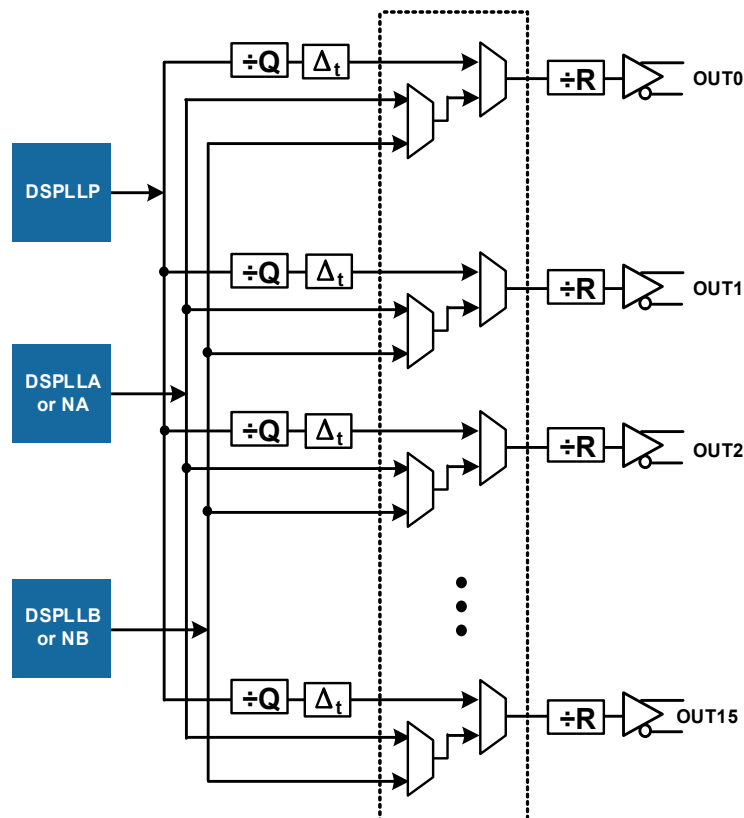 ÷Q Δt ÷R OUT0
DSPLLP
÷Q Δt ÷R OUT1
DSPLLA
or NA
÷Q Δt ÷R OUT2
DSPLLB
or NB
÷Q Δt ÷R OUT15